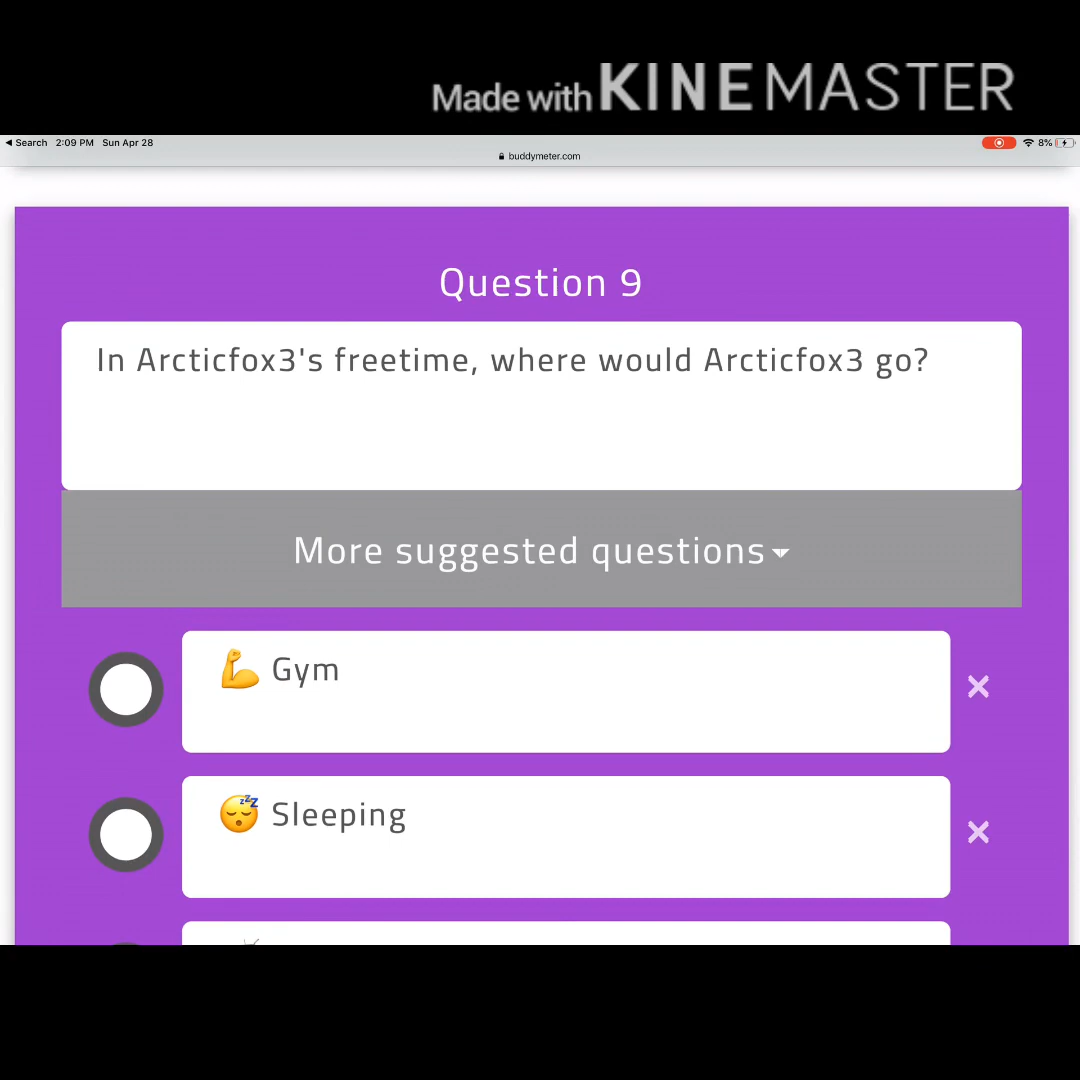 Made with KINEMASTER
Search 2:09 PM Sun Apr 28
8%
buddymeter.com
Question 9
In Arcticfox3's freetime, where would Arcticfox3 go?
More suggested questions
Gym
Sleeping